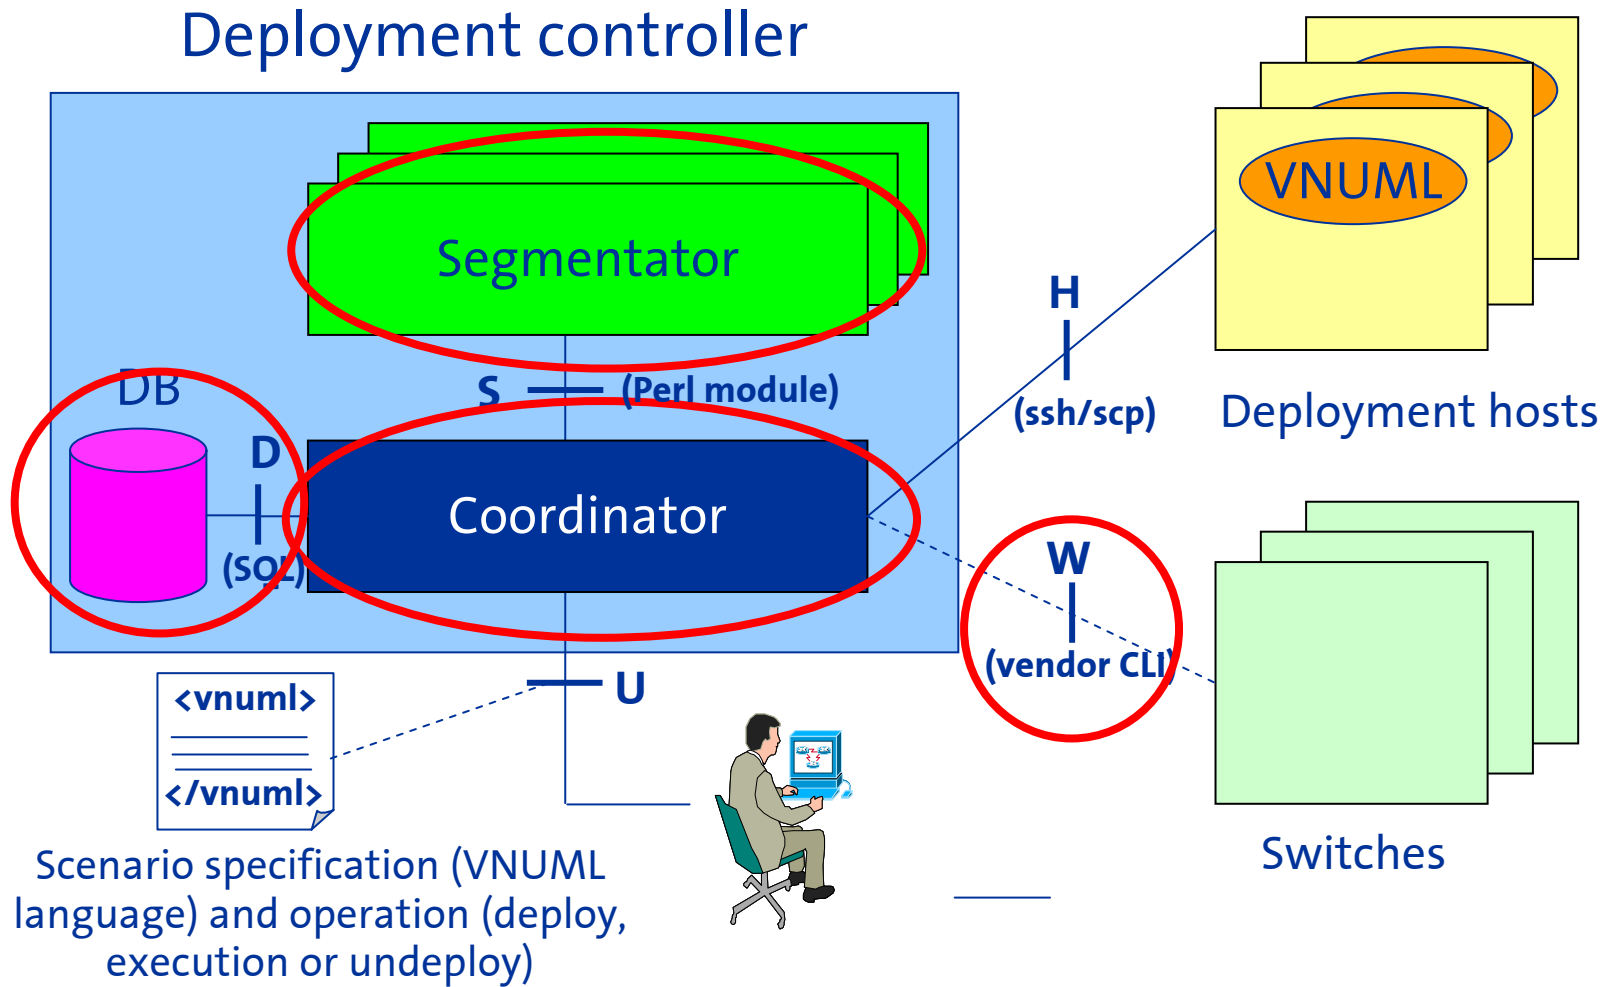 Deployment controller
VNUML
Segmentator
H
DB
S
(Perl module)
(ssh/scp)
Deployment hosts
D
Coordinator
(SQL)
W
(vendor CLI)
U
<vnuml>
</vnuml>
Switches
Scenario specification (VNUML
language) and operation (deploy,
execution or undeploy)